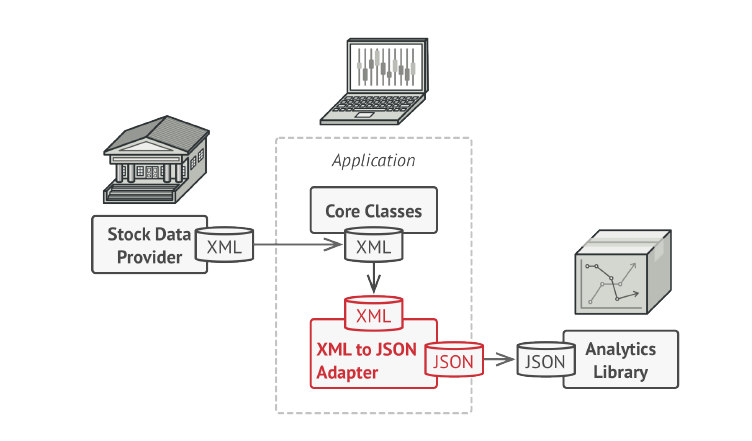 Application
Core Classes
XML
Stock Data
Provider
XML
XML
XML to JSON
Adapter
JSON
JSON
Analytics
Library